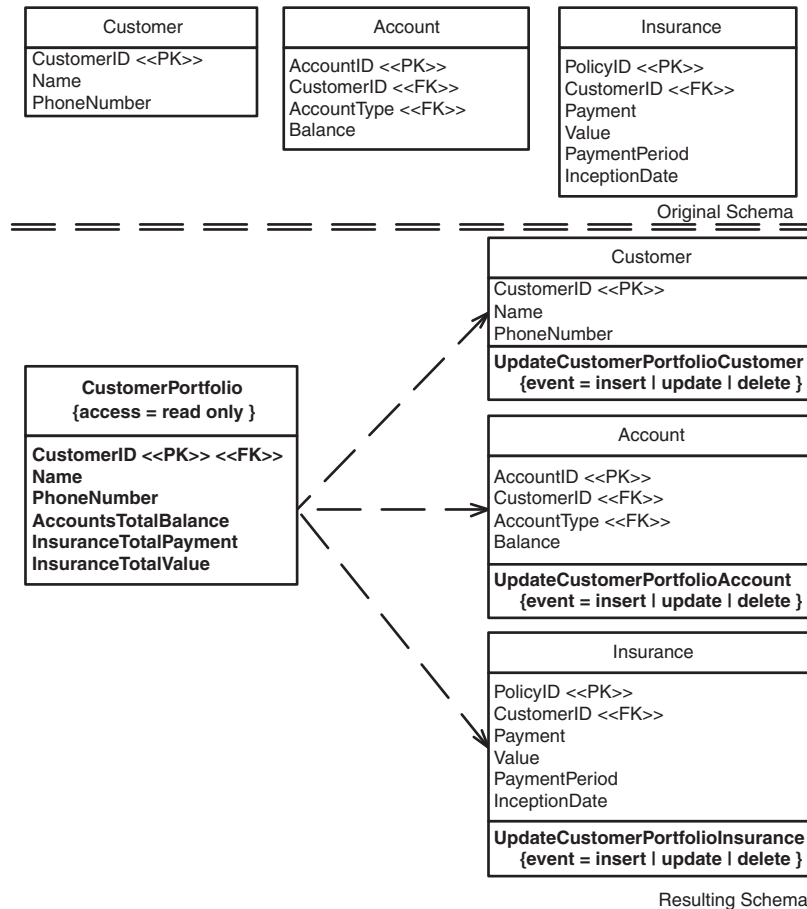 Customer
CustomerID <<PK>>
Name
PhoneNumber
Account
AccountID <<PK>>
CustomerID <<FK>>
AccountType <<FK>>
Balance
Insurance
PolicyID <<PK>>
CustomerID <<FK>>
Payment
Value
PaymentPeriod
InceptionDate
Original Schema
CustomerPortfolio
{access = read only }
CustomerID <<PK>> <<FK>>
Name
PhoneNumber
AccountsTotalBalance
InsuranceTotalPayment
InsuranceTotalValue
Customer
CustomerID <<PK>>
Name
PhoneNumber
UpdateCustomerPortfolioCustomer
{event = insert | update | delete }
Account
AccountID <<PK>>
CustomerID <<FK>>
AccountType <<FK>>
Balance
UpdateCustomerPortfolioAccount
{event = insert | update | delete }
Insurance
PolicyID <<PK>>
CustomerID <<FK>>
Payment
Value
PaymentPeriod
InceptionDate
UpdateCustomerPortfolioInsurance
{event = insert | update | delete }
Resulting Schema